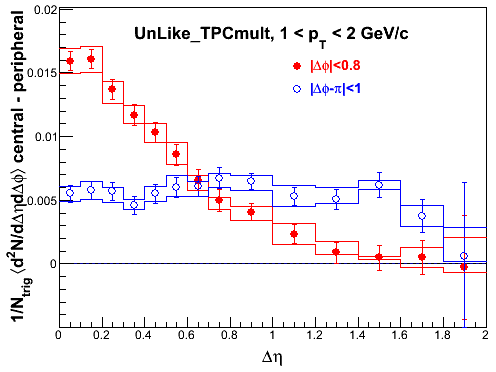 UnLike_TPCmult, 1 < p_T < 2 GeV/c
|Δϕ|<0.8
|Δϕ-π|<1
1/N_trig ⟨d²N/dΔηdΔϕ⟩ central - peripheral
0.02
0.015
0.01
0.005
0
0 0.2 0.4 0.6 0.8 1 1.2 1.4 1.6 1.8 2
Δη